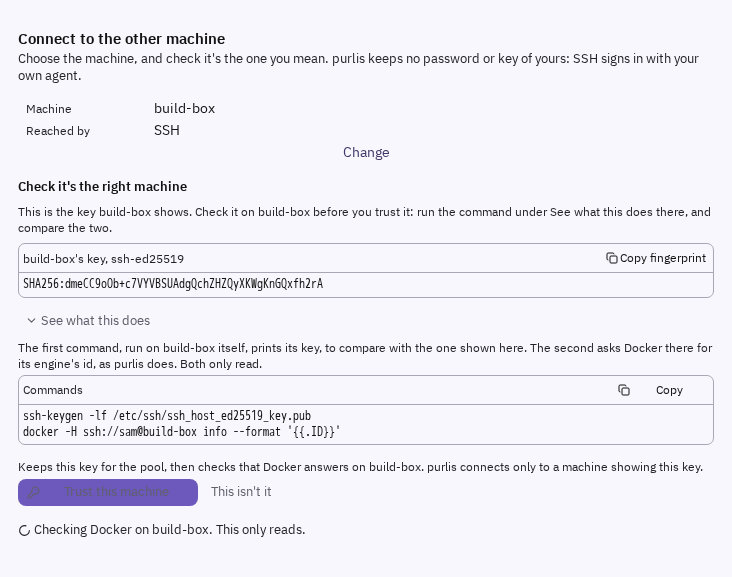 Connect to the other machine
Choose the machine, and check it's the one you mean. purlis keeps no password or key of yours: SSH signs in with your
own agent.
Machine build-box
Reached by SSH
Change
Check it's the right machine
This is the key build-box shows. Check it on build-box before you trust it: run the command under See what this does there, and
compare the two.
build-box's key, ssh-ed25519 Copy fingerprint
SHA256:dmeCC9oOb+c7VYVBSUAdgQchZHZQyXKWgKnGQxfh2rA
See what this does
The first command, run on build-box itself, prints its key, to compare with the one shown here. The second asks Docker there for
its engine's id, as purlis does. Both only read.
Commands Copy
ssh-keygen -lf /etc/ssh/ssh_host_ed25519_key.pub
docker -H ssh://sam@build-box info --format '{{.ID}}'
Keeps this key for the pool, then checks that Docker answers on build-box. purlis connects only to a machine showing this key.
Trust this machine This isn't it
Checking Docker on build-box. This only reads.